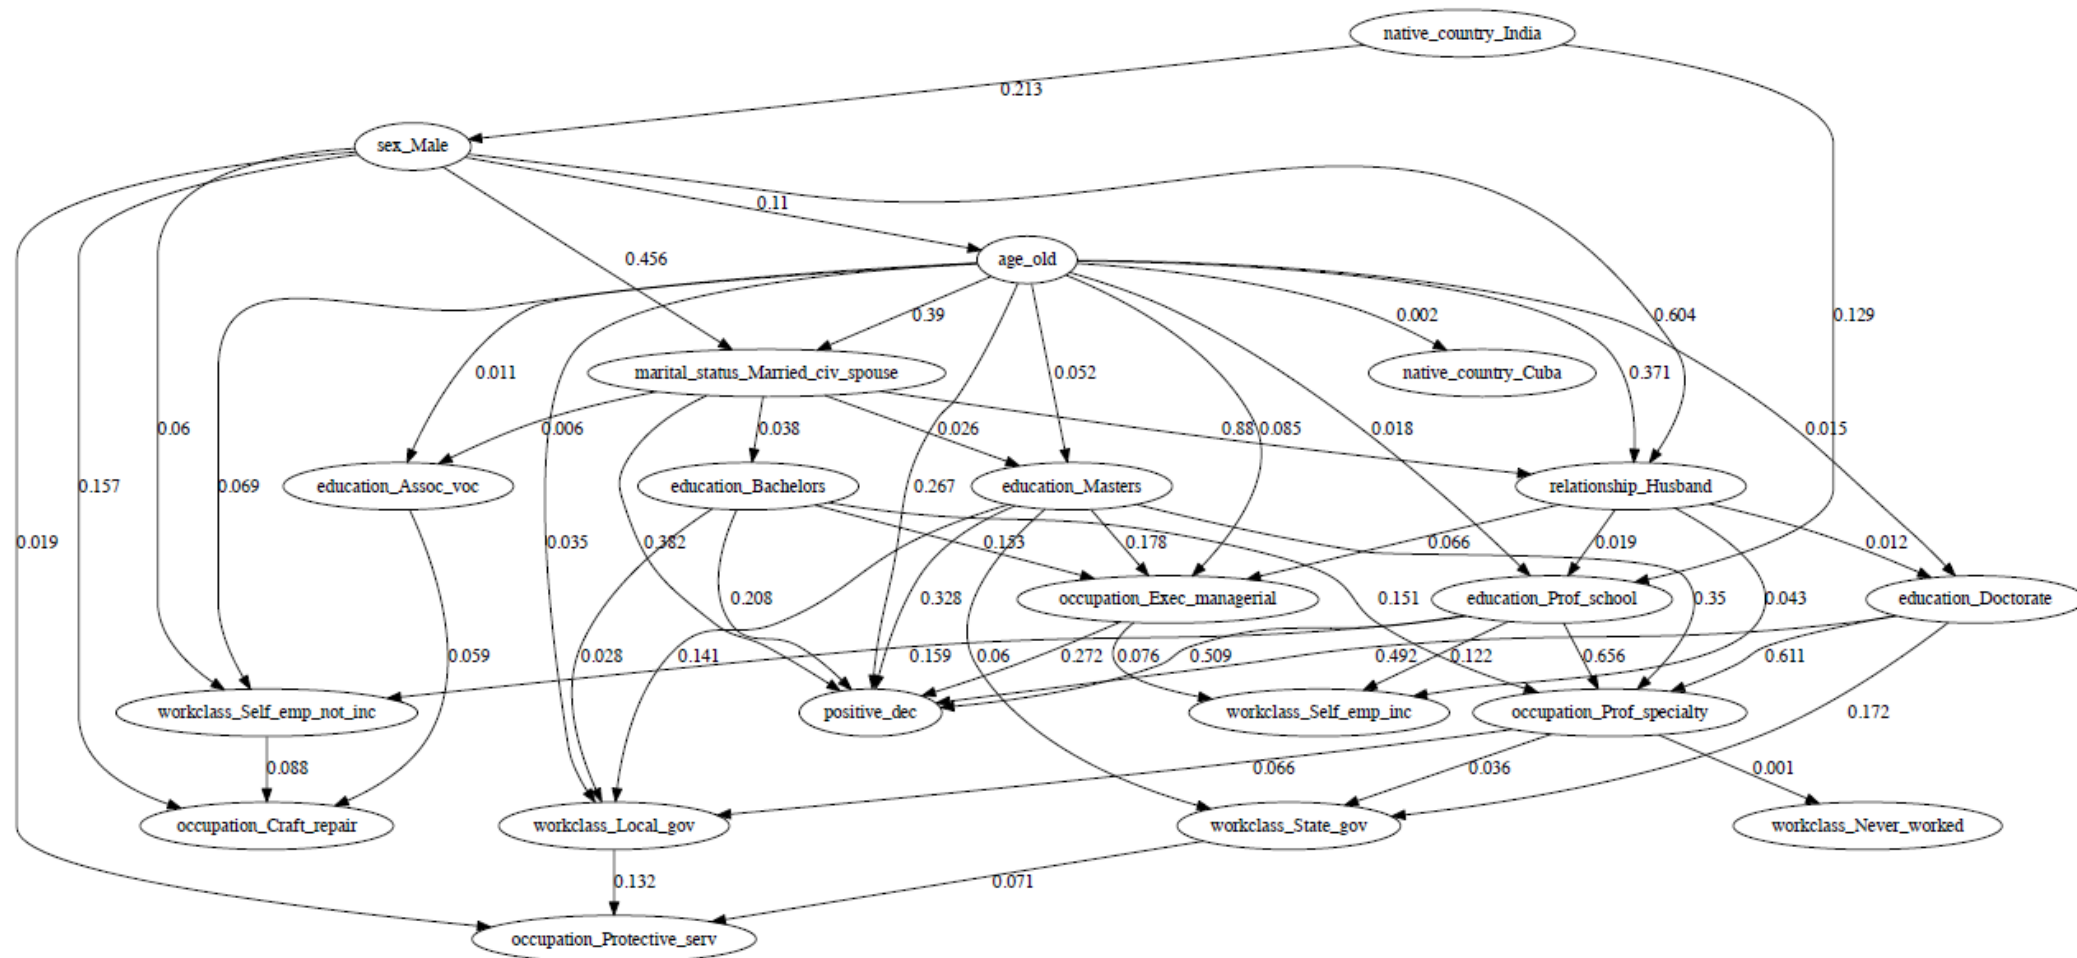 native_country_India
0.213
sex_Male
0.11
0.456
age_old
0.39
0.002
0.604
0.129
0.011
marital_status_Married_civ_spouse
0.052
native_country_Cuba
0.371
0.06
0.006
0.038
0.026
0.88
0.085
0.018
0.015
0.157
0.069
education_Assoc_voc
education_Bachelors
0.267
education_Masters
relationship_Husband
0.019
0.035
0.382
0.153
0.178
0.066
0.019
0.012
0.208
0.328
occupation_Exec_managerial
0.151
education_Prof_school
0.35
0.043
education_Doctorate
0.059
0.028
0.141
0.159
0.06
0.272
0.076
0.509
0.492
0.122
0.656
0.611
workclass_Self_emp_not_inc
positive_dec
workclass_Self_emp_inc
occupation_Prof_specialty
0.172
0.088
0.066
0.036
0.001
occupation_Craft_repair
workclass_Local_gov
workclass_State_gov
workclass_Never_worked
0.132
0.071
occupation_Protective_serv